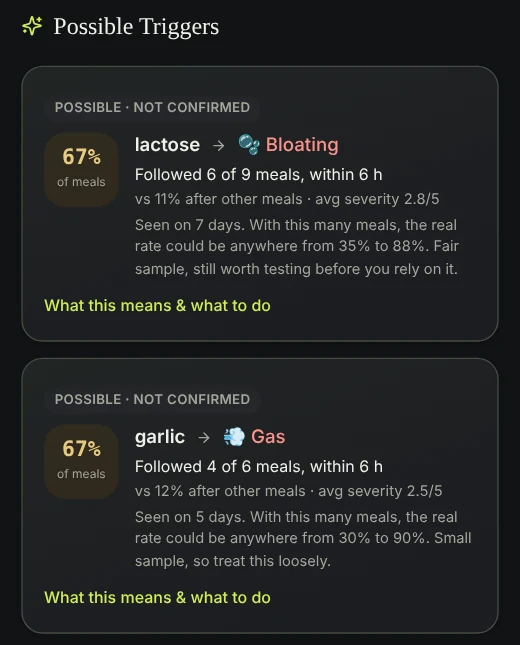 Possible Triggers
POSSIBLE · NOT CONFIRMED
67%
of meals
lactose → 🫧 Bloating
Followed 6 of 9 meals, within 6 h
vs 11% after other meals · avg severity 2.8/5
Seen on 7 days. With this many meals, the real
rate could be anywhere from 35% to 88%. Fair
sample, still worth testing before you rely on it.
What this means & what to do
POSSIBLE · NOT CONFIRMED
67%
of meals
garlic → 💨 Gas
Followed 4 of 6 meals, within 6 h
vs 12% after other meals · avg severity 2.5/5
Seen on 5 days. With this many meals, the real
rate could be anywhere from 30% to 90%. Small
sample, so treat this loosely.
What this means & what to do